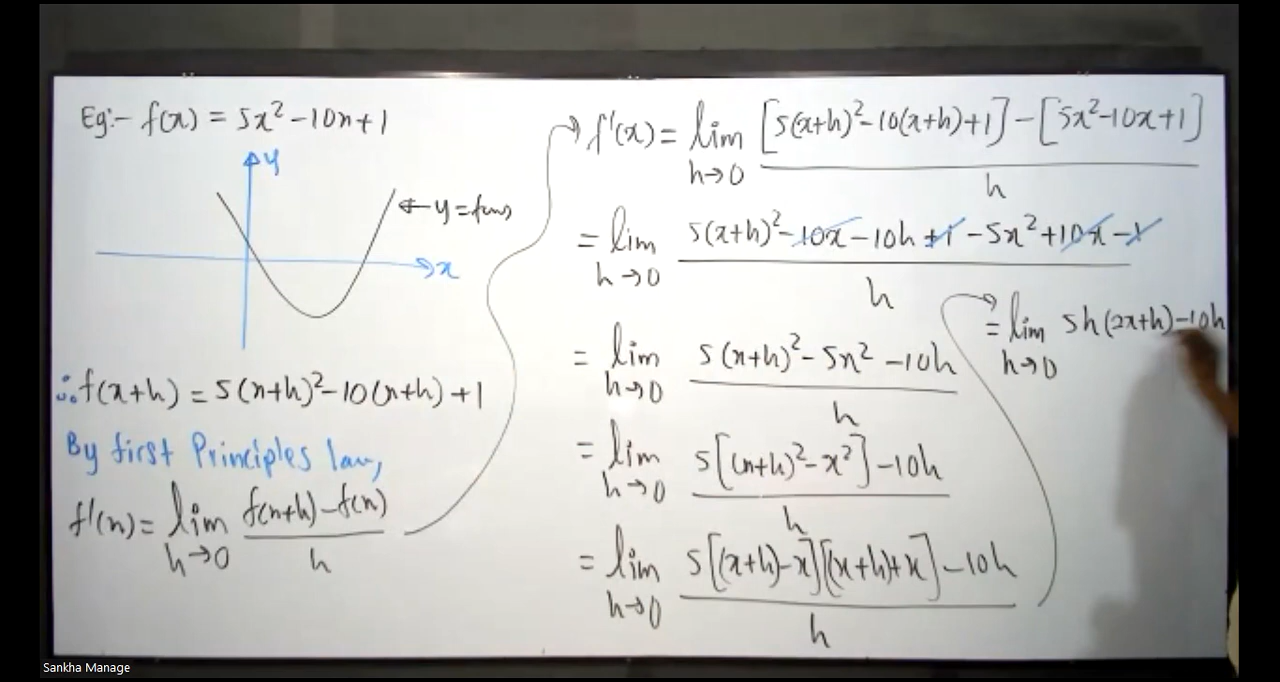 Eg:- f(x) = 5x² - 10x + 1
y
y = f(x)
x
∴ f(x+h) = 5(x+h)² - 10(x+h) + 1
By first Principles law,
f'(x) = lim h→0 f(x+h) - f(x) / h
f'(x) = lim h→0 [5(x+h)² - 10(x+h) + 1] - [5x² - 10x + 1] / h
= lim h→0 5(x+h)² - 10x - 10h + 1 - 5x² + 10x - 1 / h
= lim h→0 5(x+h)² - 5x² - 10h / h
= lim h→0 5[(x+h)² - x²] - 10h / h
= lim h→0 5[(x+h) - x][(x+h) + x] - 10h / h
= lim h→0 5h(2x+h) - 10h
Sankha Manage